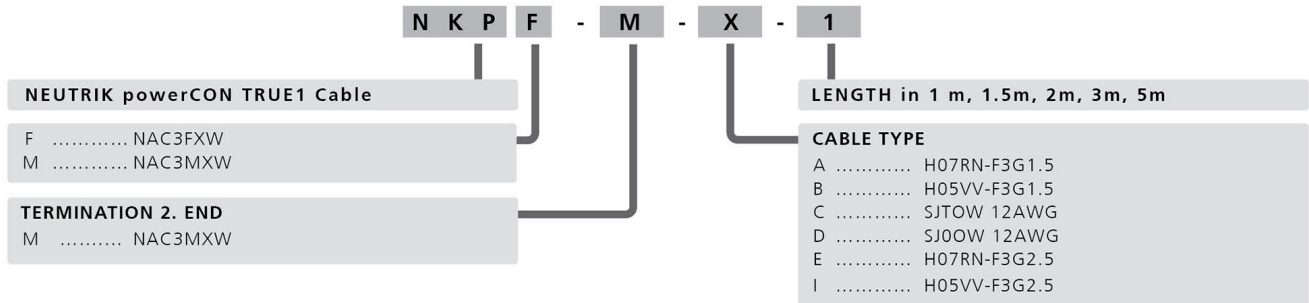 N K P F - M - X - 1
NEUTRIK powerCON TRUE1 Cable
F ............ NAC3FXW
M ............ NAC3MXW
TERMINATION 2. END
M .......... NAC3MXW
LENGTH in 1 m, 1.5m, 2m, 3m, 5m
CABLE TYPE
A ............ H07RN-F3G1.5
B ............ H05VV-F3G1.5
C ............ SJTOW 12AWG
D ............ SJ0OW 12AWG
E ............ H07RN-F3G2.5
I ............ H05VV-F3G2.5